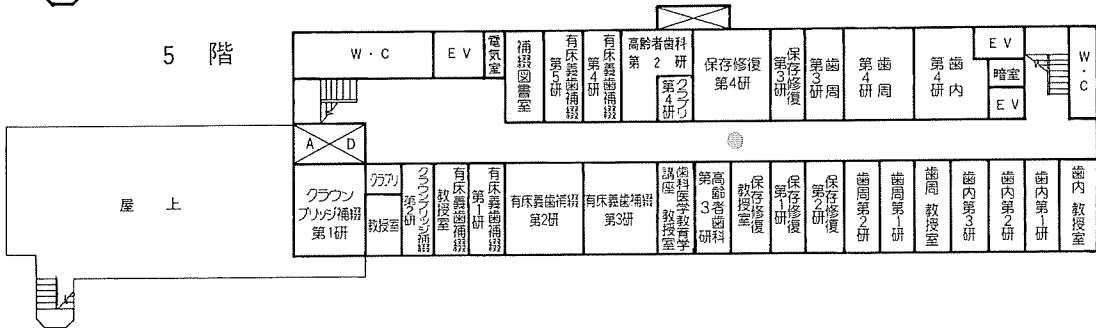 5 階
W・C
EV
電気室
補綴図書室
有床義歯補綴
第5研
有床義歯補綴
第4研
高齢者歯科
第2研
クラブリ
第4研
保存修復
第4研
保存修復
第3研
歯周
第3研
歯周
第4研
歯内
第4研
EV
暗室
EV
W・C
A D
屋上
クラウン
ブリッジ補綴
第1研
クラブリ
教授室
クラウンブリッジ補綴
第2研
有床義歯補綴
教授室
有床義歯補綴
第1研
有床義歯補綴
第2研
有床義歯補綴
第3研
歯科医学教育学
講座 教授室
高齢者歯科
第3研
保存修復
教授室
保存修復
第1研
保存修復
第2研
歯周第2研
歯周第1研
歯周 教授室
歯内第3研
歯内第2研
歯内第1研
歯内 教授室